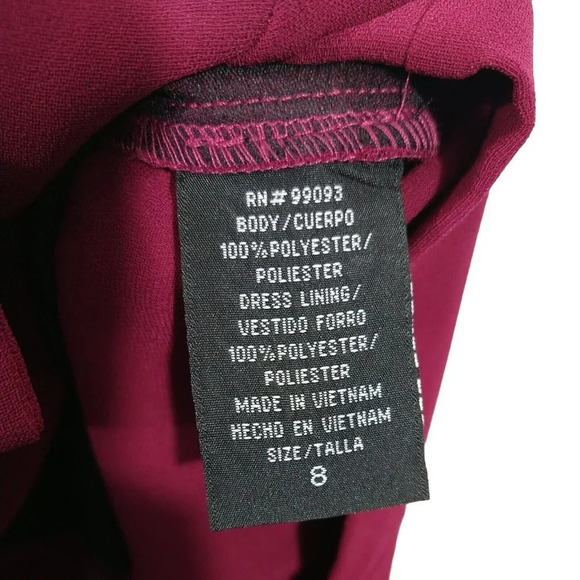 RN# 99093
BODY/CUERPO
100%POLYESTER/
POLIESTER
DRESS LINING/
VESTIDO FORRO
100%POLYESTER/
POLIESTER
MADE IN VIETNAM
HECHO EN VIETNAM
SIZE/TALLA
8